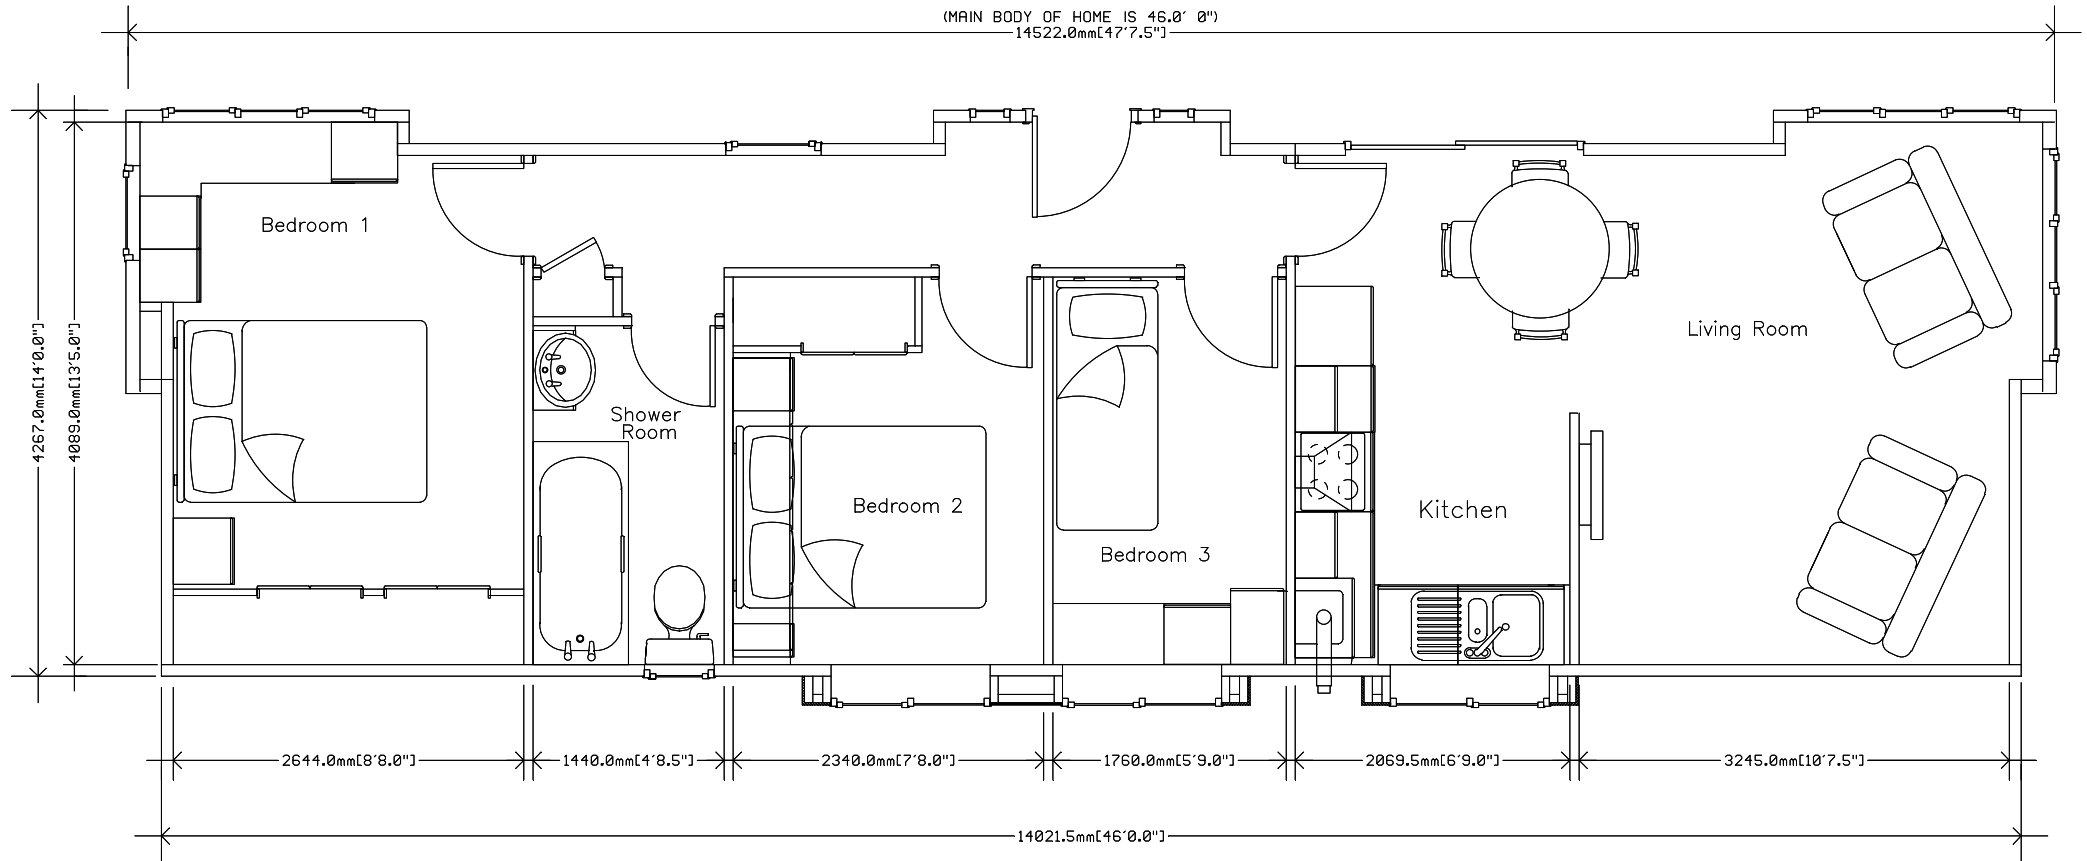 (MAIN BODY OF HOME IS 46.0' 0")
14522.0mm[47'7.5"]
4267.0mm[14'0.0"]
4089.0mm[13'5.0"]
Bedroom 1
Living Room
Shower
Room
Bedroom 2
Kitchen
Bedroom 3
2644.0mm[8'8.0"]
1440.0mm[4'8.5"]
2340.0mm[7'8.0"]
1760.0mm[5'9.0"]
2069.5mm[6'9.0"]
3245.0mm[10'7.5"]
14021.5mm[46'0.0"]